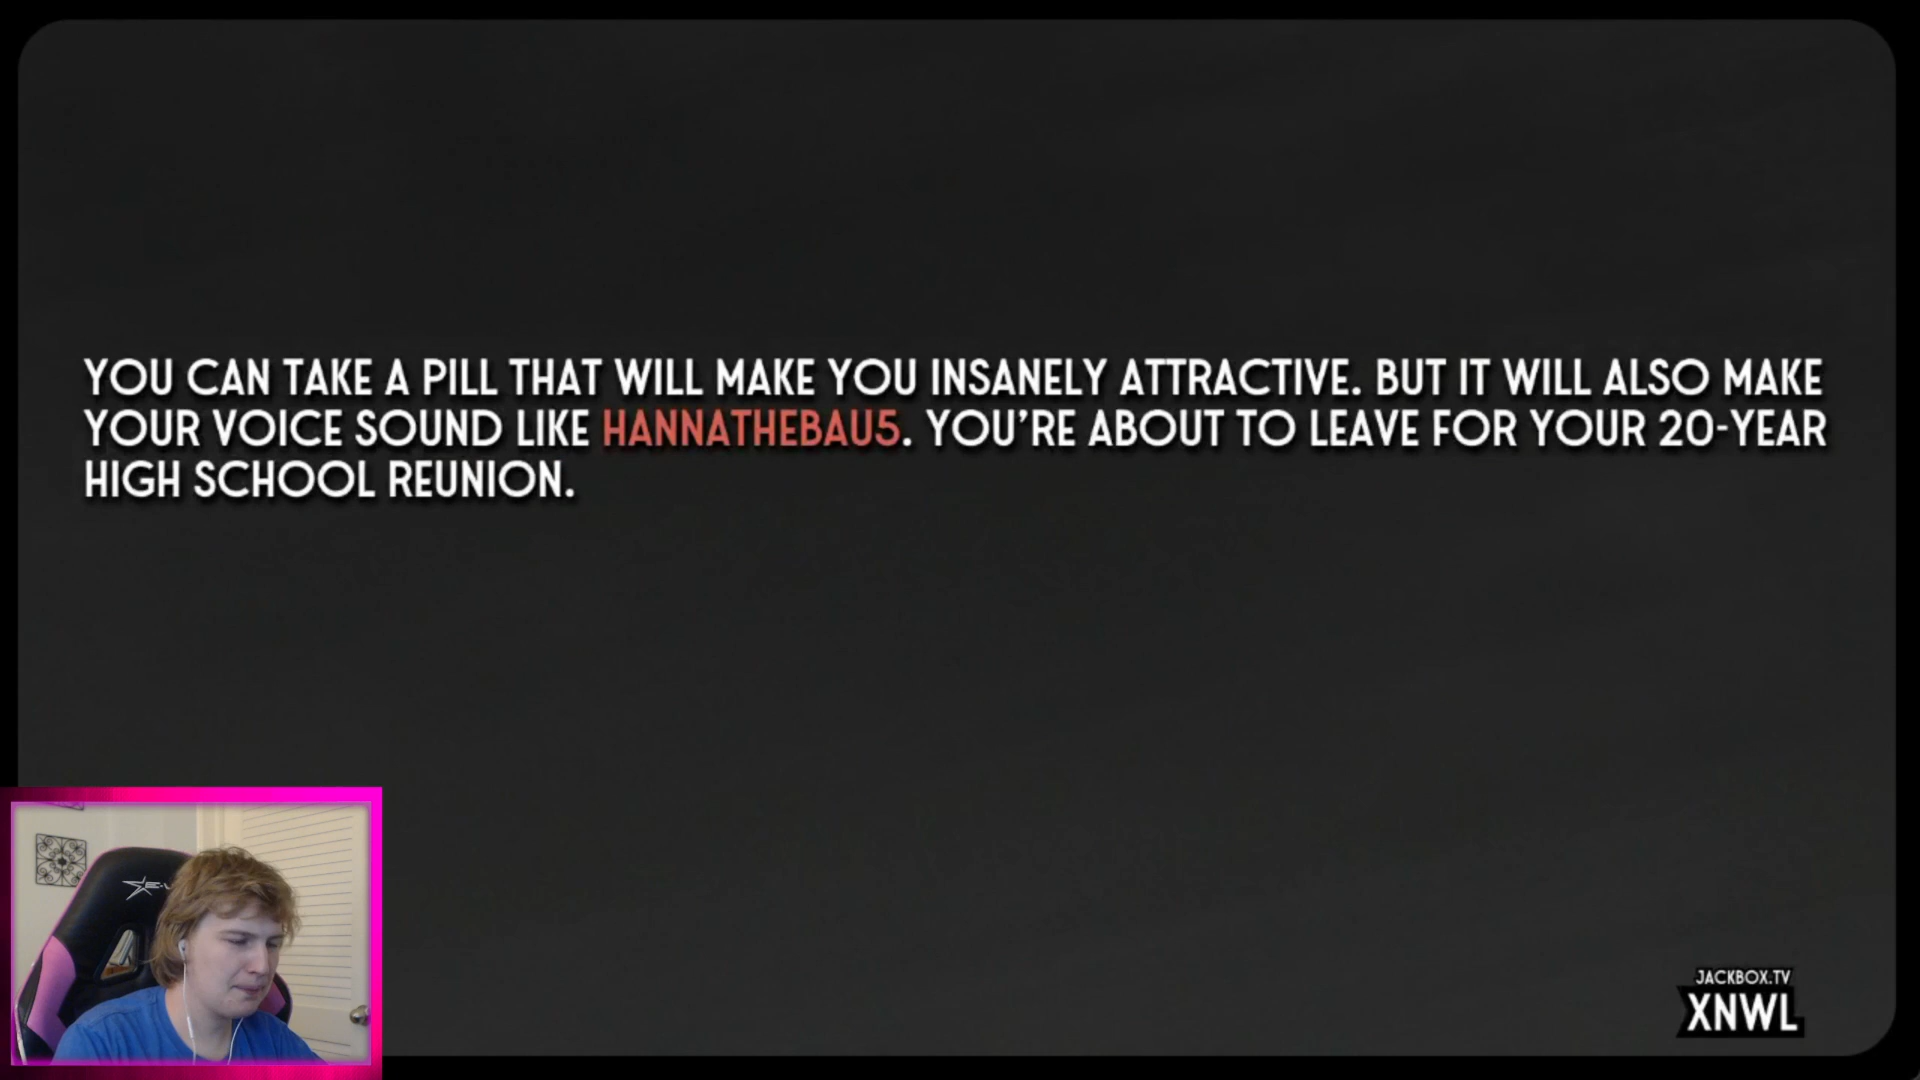 YOU CAN TAKE A PILL THAT WILL MAKE YOU INSANELY ATTRACTIVE. BUT IT WILL ALSO MAKE
YOUR VOICE SOUND LIKE HANNATHEBAU5. YOU'RE ABOUT TO LEAVE FOR YOUR 20-YEAR
HIGH SCHOOL REUNION.
JACKBOX.TV
XNWL